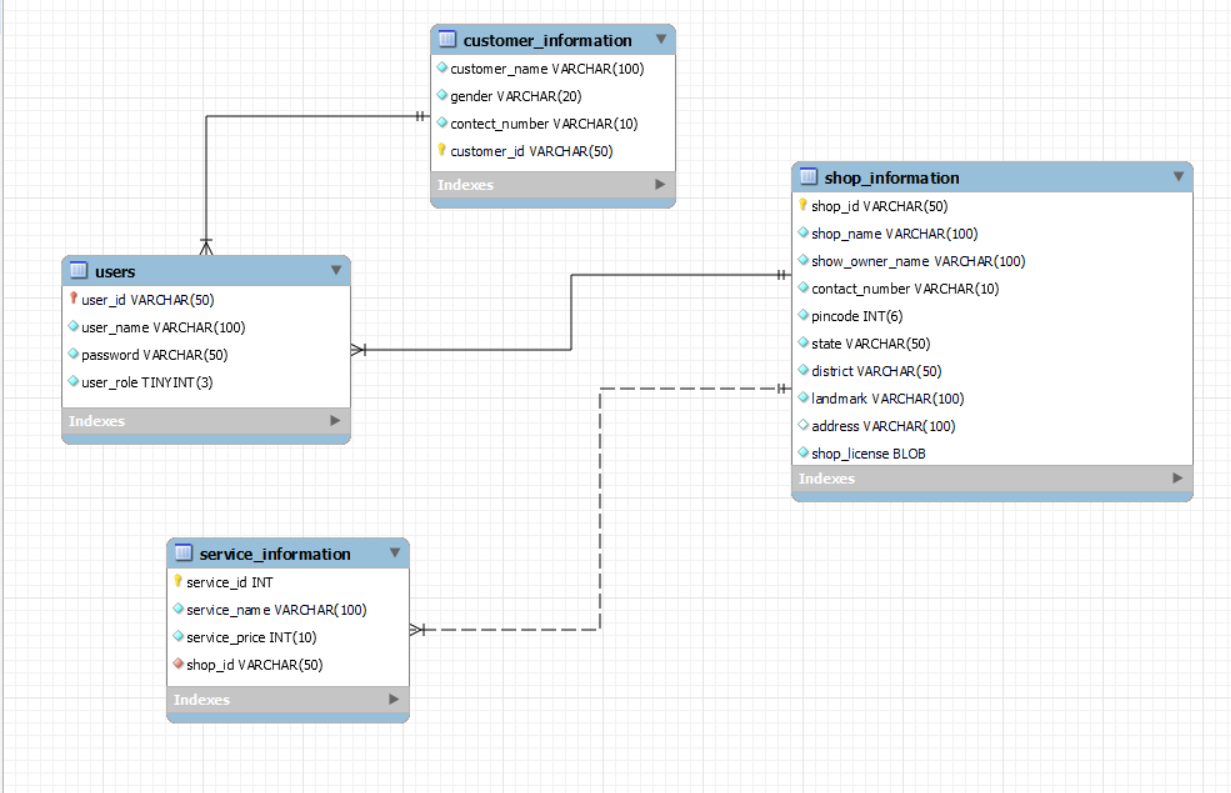 customer_information
customer_name VARCHAR(100)
gender VARCHAR(20)
contect_number VARCHAR(10)
customer_id VARCHAR(50)
Indexes
shop_information
shop_id VARCHAR(50)
shop_name VARCHAR(100)
show_owner_name VARCHAR(100)
contact_number VARCHAR(10)
pincode INT(6)
state VARCHAR(50)
district VARCHAR(50)
landmark VARCHAR(100)
address VARCHAR(100)
shop_license BLOB
Indexes
users
user_id VARCHAR(50)
user_name VARCHAR(100)
password VARCHAR(50)
user_role TINYINT(3)
Indexes
service_information
service_id INT
service_name VARCHAR(100)
service_price INT(10)
shop_id VARCHAR(50)
Indexes